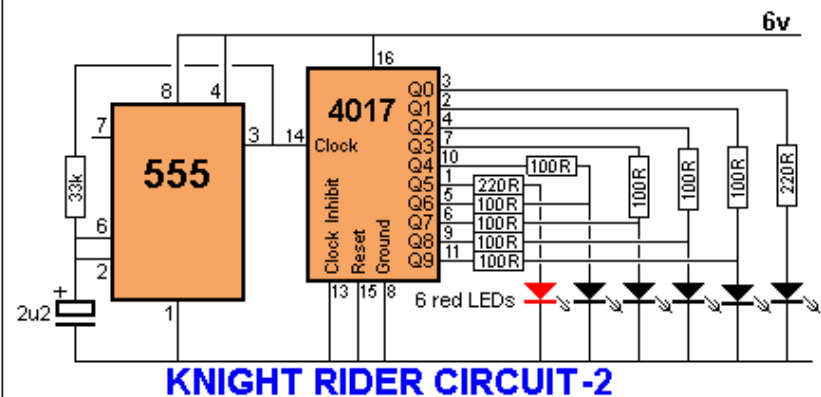 6v
16
8
4
3
7
3
14
4017
Clock
555
Q0
Q1
2
Q2
4
Q3
7
Q4
10
Q5
1
Q6
5
Q7
6
Q8
9
Q9
11
100R
220R
100R
100R
100R
100R
100R
100R
100R
220R
33k
6
2
Clock Inhibit
Reset
Ground
13
15
8
6 red LEDs
+
2u2
1
KNIGHT RIDER CIRCUIT-2